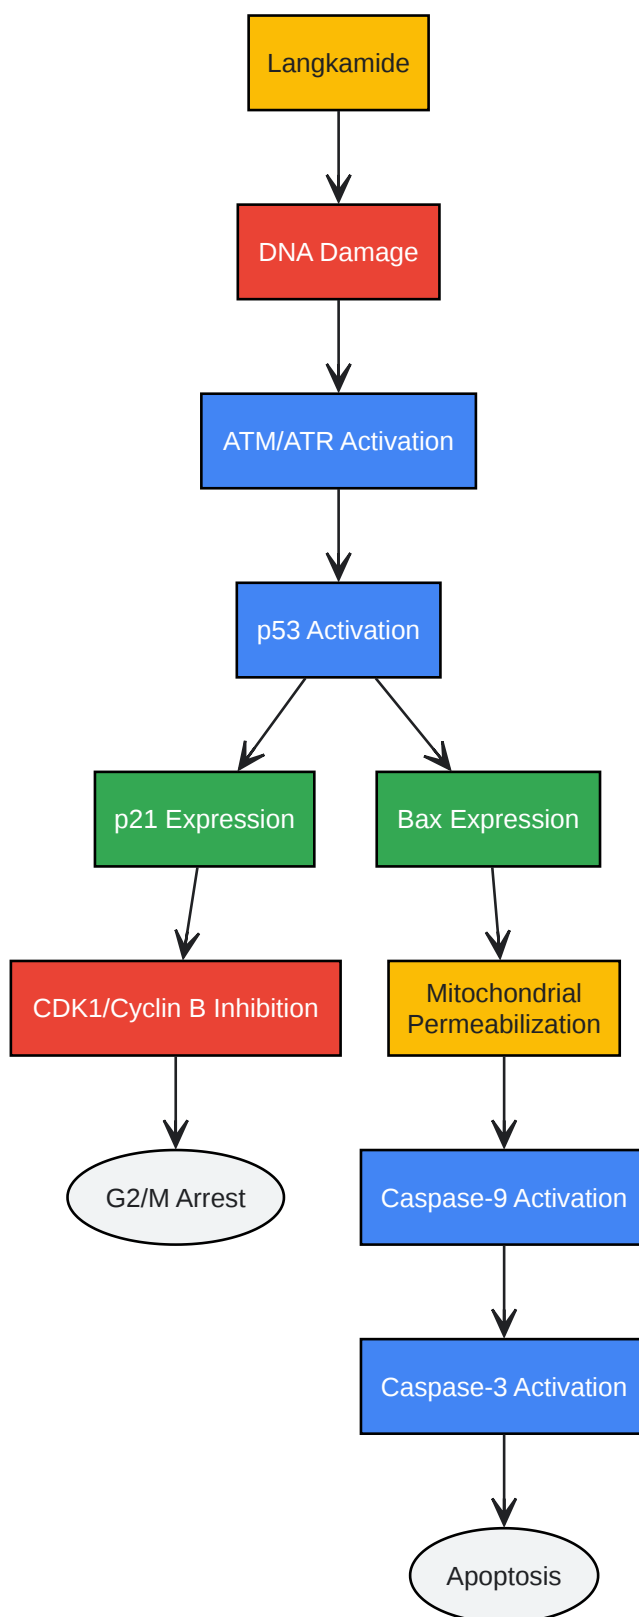 Langkamide
DNA Damage
ATM/ATR Activation
p53 Activation
p21 Expression
Bax Expression
CDK1/Cyclin B Inhibition
Mitochondrial
Permeabilization
G2/M Arrest
Caspase-9 Activation
Caspase-3 Activation
Apoptosis